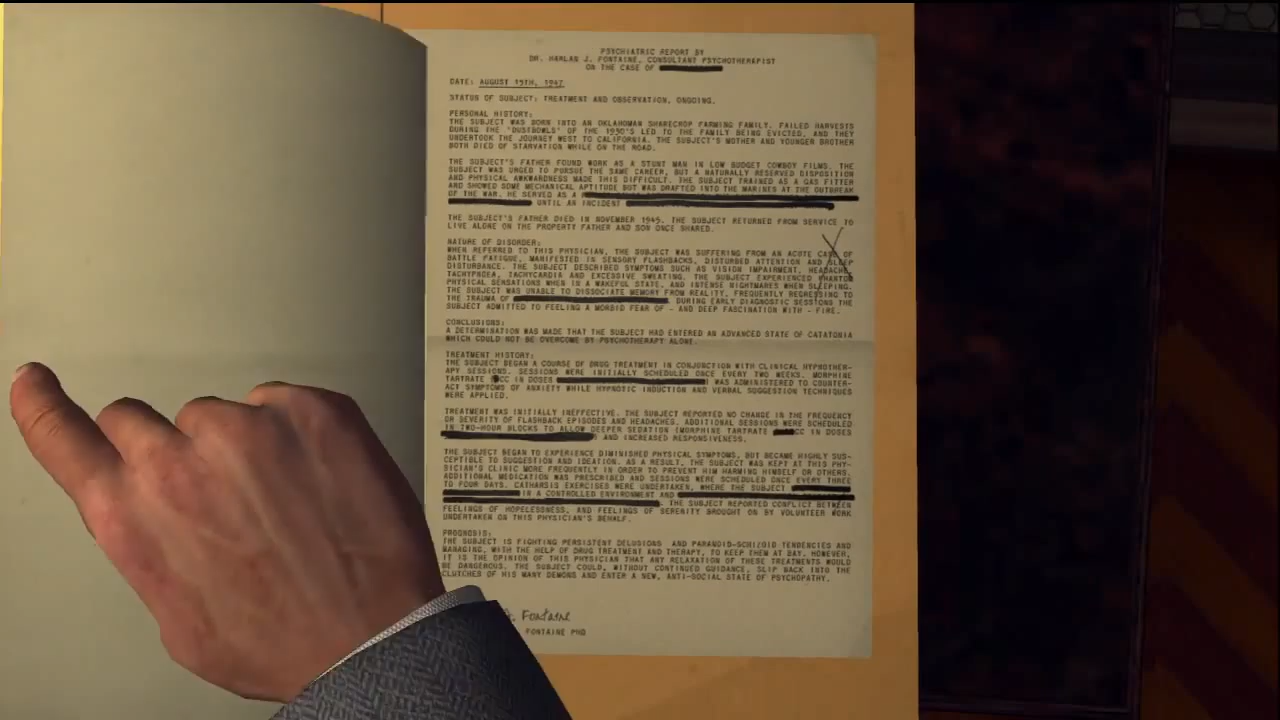 PSYCHIATRIC REPORT BY
DR. HARLAN J. FONTAINE, CONSULTANT PSYCHOTHERAPIST
ON THE CASE OF
DATE: AUGUST 15TH, 1947
STATUS OF SUBJECT: TREATMENT AND OBSERVATION, ONGOING.
PERSONAL HISTORY:
THE SUBJECT WAS BORN INTO AN OKLAHOMAN SHARECROP FARMING FAMILY. FAILED HARVESTS
DURING THE "DUSTBOWLS" OF THE 1930'S LED TO THE FAMILY BEING EVICTED, AND THEY
UNDERTOOK THE JOURNEY WEST TO CALIFORNIA. THE SUBJECT'S MOTHER AND YOUNGER BROTHER
BOTH DIED OF STARVATION WHILE ON THE ROAD.
THE SUBJECT'S FATHER FOUND WORK AS A STUNT MAN IN LOW BUDGET COWBOY FILMS. THE
SUBJECT WAS URGED TO PURSUE THE SAME CAREER, BUT A NATURALLY RESERVED DISPOSITION
AND PHYSICAL AWKWARDNESS MADE THIS DIFFICULT. THE SUBJECT TRAINED AS A GAS FITTER
AND SHOWED SOME MECHANICAL APTITUDE BUT WAS DRAFTED INTO THE MARINES AT THE OUTBREAK
OF THE WAR. HE SERVED AS A
UNTIL AN INCIDENT
THE SUBJECT'S FATHER DIED IN NOVEMBER 1945. THE SUBJECT RETURNED FROM SERVICE TO
LIVE ALONE ON THE PROPERTY FATHER AND SON ONCE SHARED.
NATURE OF DISORDER:
WHEN REFERRED TO THIS PHYSICIAN, THE SUBJECT WAS SUFFERING FROM AN ACUTE CASE OF
BATTLE FATIGUE, MANIFESTED IN SENSORY FLASHBACKS, DISTURBED ATTENTION AND SLEEP
DISTURBANCE. THE SUBJECT DESCRIBED SYMPTOMS SUCH AS VISION IMPAIRMENT, HEADACHE,
TACHYPNOEA, TACHYCARDIA AND EXCESSIVE SWEATING. THE SUBJECT EXPERIENCED PHANTOM
PHYSICAL SENSATIONS WHEN IN A WAKEFUL STATE, AND INTENSE NIGHTMARES WHEN SLEEPING.
THE SUBJECT WAS UNABLE TO DISSOCIATE MEMORY FROM REALITY, FREQUENTLY REGRESSING TO
THE TRAUMA OF . DURING EARLY DIAGNOSTIC SESSIONS THE
SUBJECT ADMITTED TO FEELING A MORBID FEAR OF - AND DEEP FASCINATION WITH - FIRE.
CONCLUSIONS:
A DETERMINATION WAS MADE THAT THE SUBJECT HAD ENTERED AN ADVANCED STATE OF CATATONIA
WHICH COULD NOT BE OVERCOME BY PSYCHOTHERAPY ALONE.
TREATMENT HISTORY:
THE SUBJECT BEGAN A COURSE OF DRUG TREATMENT IN CONJUNCTION WITH CLINICAL HYPNOTHER-
APY SESSIONS. SESSIONS WERE INITIALLY SCHEDULED ONCE EVERY TWO WEEKS. MORPHINE
TARTRATE CC IN DOSES WAS ADMINISTERED TO COUNTER-
ACT SYMPTOMS OF ANXIETY WHILE HYPNOTIC INDUCTION AND VERBAL SUGGESTION TECHNIQUES
WERE APPLIED.
TREATMENT WAS INITIALLY INEFFECTIVE. THE SUBJECT REPORTED NO CHANGE IN THE FREQUENCY
OR SEVERITY OF FLASHBACK EPISODES AND HEADACHES. ADDITIONAL SESSIONS WERE SCHEDULED
IN TWO-HOUR BLOCKS TO ALLOW DEEPER SEDATION (MORPHINE TARTRATE CC IN DOSES
) AND INCREASED RESPONSIVENESS.
THE SUBJECT BEGAN TO EXPERIENCE DIMINISHED PHYSICAL SYMPTOMS, BUT BECAME HIGHLY SUS-
CEPTIBLE TO SUGGESTION AND IDEATION. AS A RESULT, THE SUBJECT WAS KEPT AT THIS PHY-
SICIAN'S CLINIC MORE FREQUENTLY IN ORDER TO PREVENT HIM HARMING HIMSELF OR OTHERS.
ADDITIONAL MEDICATION WAS PRESCRIBED AND SESSIONS WERE SCHEDULED ONCE EVERY THREE
TO FOUR DAYS. CATHARSIS EXERCISES WERE UNDERTAKEN, WHERE THE SUBJECT
IN A CONTROLLED ENVIRONMENT AND
. THE SUBJECT REPORTED CONFLICT BETWEEN
FEELINGS OF HOPELESSNESS, AND FEELINGS OF SERENITY BROUGHT ON BY VOLUNTEER WORK
UNDERTAKEN ON THIS PHYSICIAN'S BEHALF.
PROGNOSIS:
THE SUBJECT IS FIGHTING PERSISTENT DELUSIONS AND PARANOID-SCHIZOID TENDENCIES AND
MANAGING, WITH THE HELP OF DRUG TREATMENT AND THERAPY, TO KEEP THEM AT BAY. HOWEVER,
IT IS THE OPINION OF THIS PHYSICIAN THAT ANY RELAXATION OF THESE TREATMENTS WOULD
BE DANGEROUS. THE SUBJECT COULD, WITHOUT CONTINUED GUIDANCE, SLIP BACK INTO THE
CLUTCHES OF HIS MANY DEMONS AND ENTER A NEW, ANTI-SOCIAL STATE OF PSYCHOPATHY.
Fontaine
FONTAINE PHD